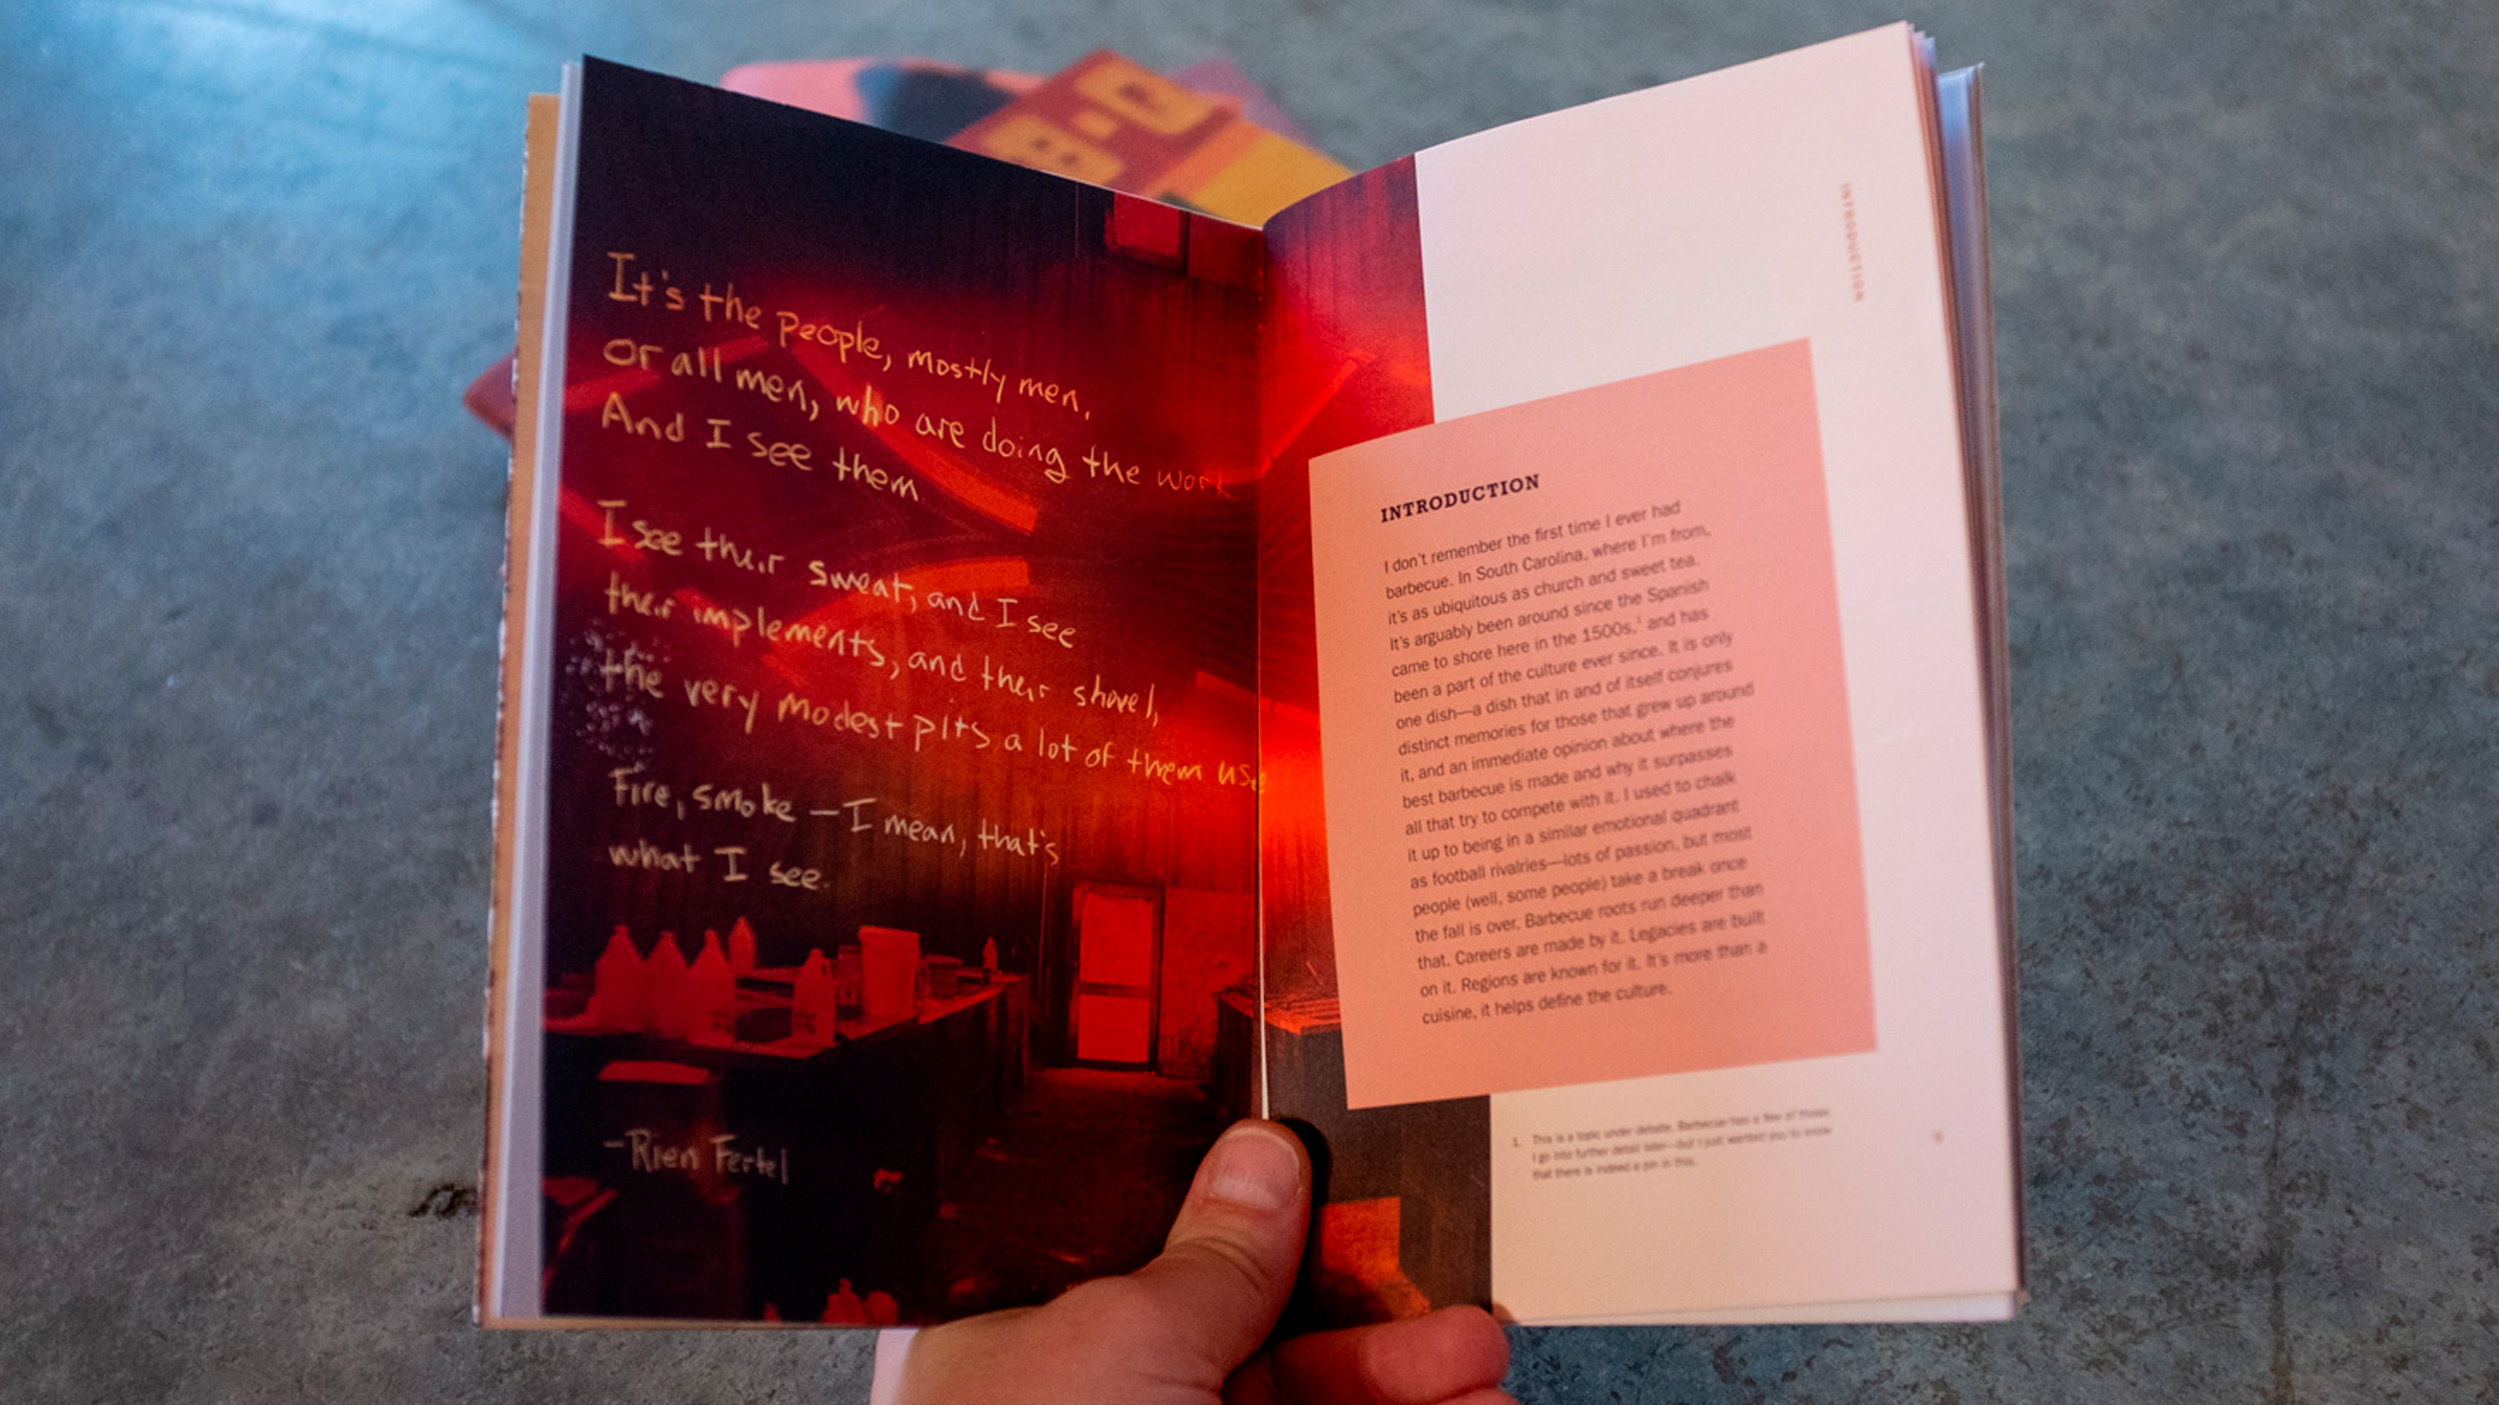 It's the people, mostly men,
or all men, who are doing the work
And I see them.
I see their sweat, and I see
their implements, and their shovel,
the very modest pits a lot of them use
Fire, smoke – I mean, that's
what I see.
-Rien Fertel
INTRODUCTION
INTRODUCTION
I don't remember the first time I ever had
barbecue. In South Carolina, where I'm from,
it's as ubiquitous as church and sweet tea.
It's arguably been around since the Spanish
came to shore here in the 1500s,¹ and has
been a part of the culture ever since. It is only
one dish—a dish that in and of itself conjures
distinct memories for those that grew up around
it, and an immediate opinion about where the
best barbecue is made and why it surpasses
all that try to compete with it. I used to chalk
it up to being in a similar emotional quadrant
as football rivalries—lots of passion, but most
people (well, some people) take a break once
the fall is over. Barbecue roots run deeper than
that. Careers are made by it. Legacies are built
on it. Regions are known for it. It's more than a
cuisine, it helps define the culture.
1. This is a topic under debate. Barbecue has a few of those.
I go into further detail later—but I just wanted you to know
that there is indeed a pin in this.